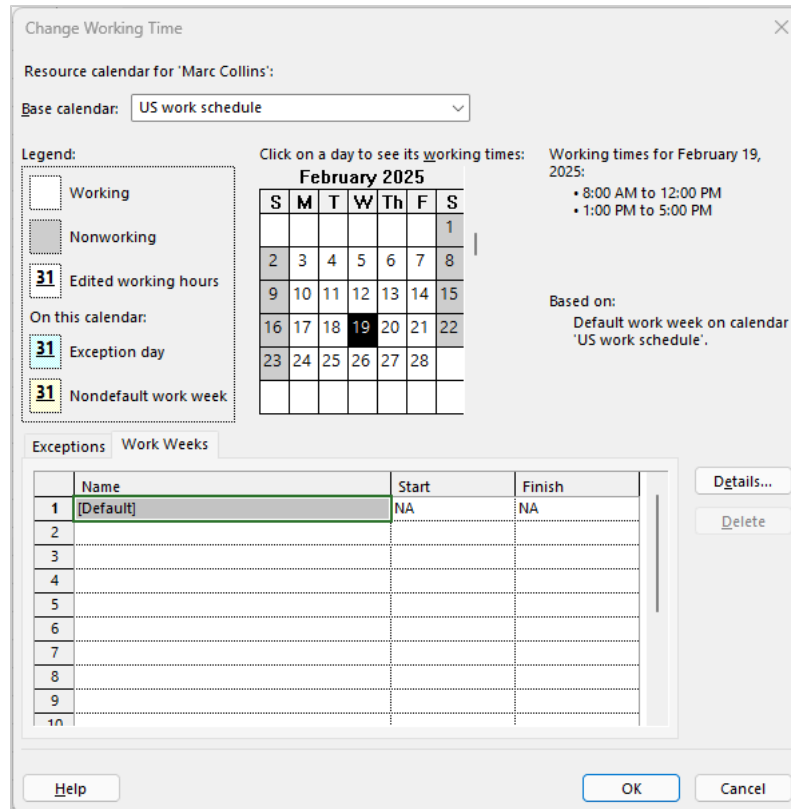 Change Working Time
Resource calendar for 'Marc Collins':
Base calendar: US work schedule
Legend:
Working
Nonworking
31 Edited working hours
On this calendar:
31 Exception day
31 Nondefault work week
Click on a day to see its working times:
February 2025
S M T W Th F S
1
2 3 4 5 6 7 8
9 10 11 12 13 14 15
16 17 18 19 20 21 22
23 24 25 26 27 28
Working times for February 19,
2025:
• 8:00 AM to 12:00 PM
• 1:00 PM to 5:00 PM
Based on:
Default work week on calendar
'US work schedule'.
Exceptions Work Weeks
Name Start Finish
1 [Default] NA NA
2
3
4
5
6
7
8
9
10
Details...
Delete
Help OK Cancel